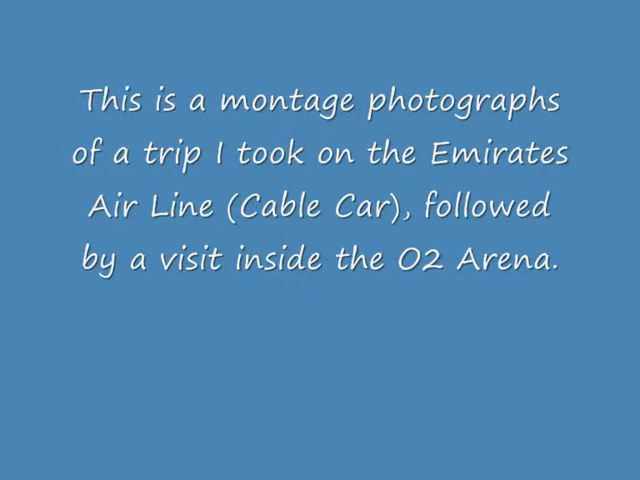 This is a montage photographs
of a trip I took on the Emirates
Air Line (Cable Car), followed
by a visit inside the O2 Arena.